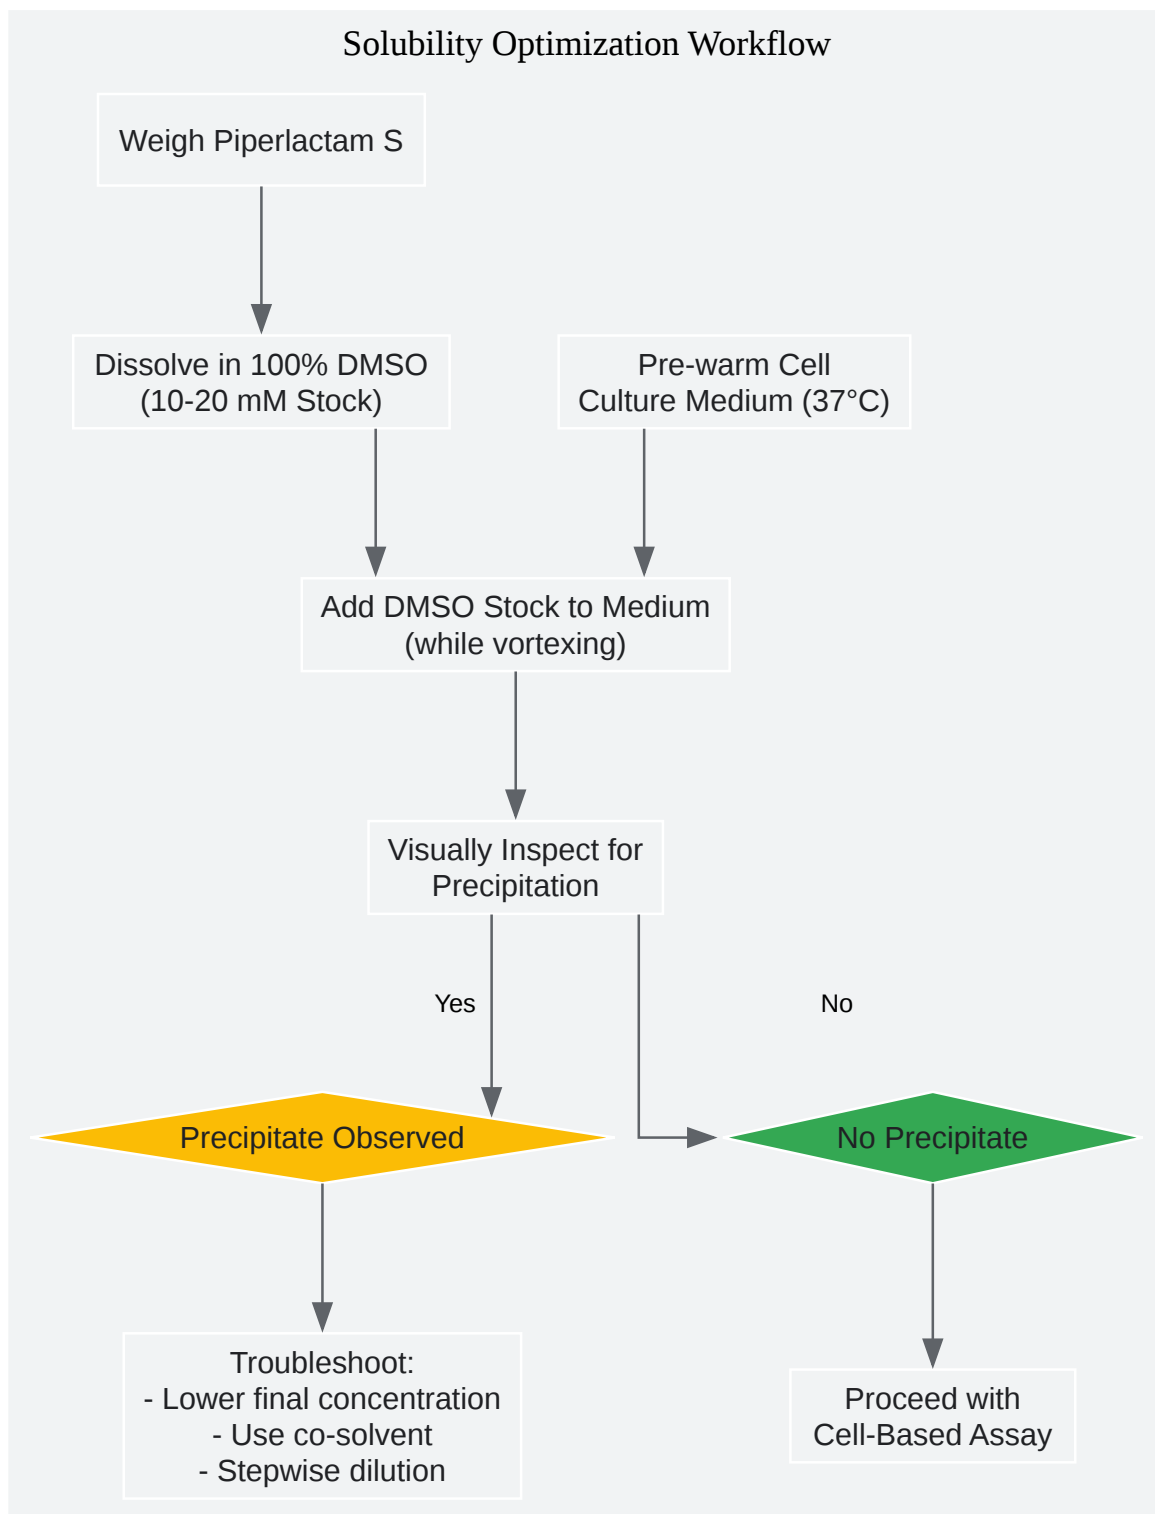 Solubility Optimization Workflow
Weigh Piperlactam S
Dissolve in 100% DMSO
(10-20 mM Stock)
Pre-warm Cell
Culture Medium (37°C)
Add DMSO Stock to Medium
(while vortexing)
Visually Inspect for
Precipitation
Yes
No
Precipitate Observed
No Precipitate
Troubleshoot:
- Lower final concentration
- Use co-solvent
- Stepwise dilution
Proceed with
Cell-Based Assay